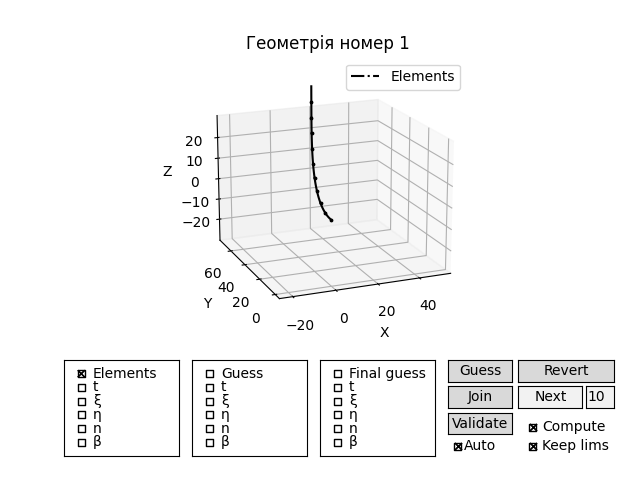 Геометрія номер 1
Elements
20
10
0
−10
−20
Z
60
40
20
0
Y
−20
0
20
40
X
Elements
t
ξ
η
n
β
Guess
t
ξ
η
n
β
Final guess
t
ξ
η
n
β
Guess
Revert
Join
Next
10
Validate
Compute
Auto
Keep lims